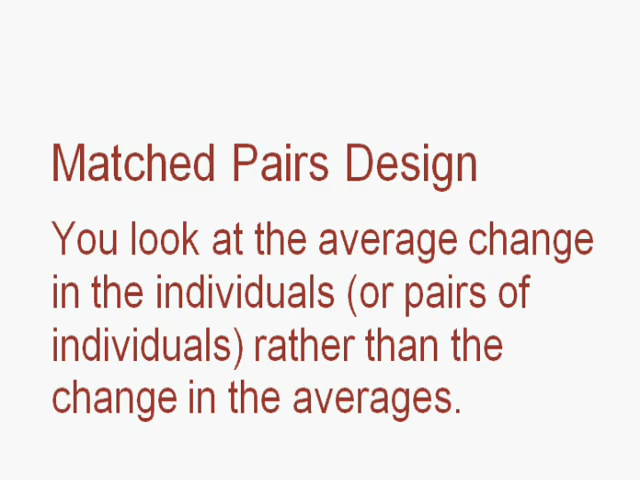 Matched Pairs Design
You look at the average change
in the individuals (or pairs of
individuals) rather than the
change in the averages.